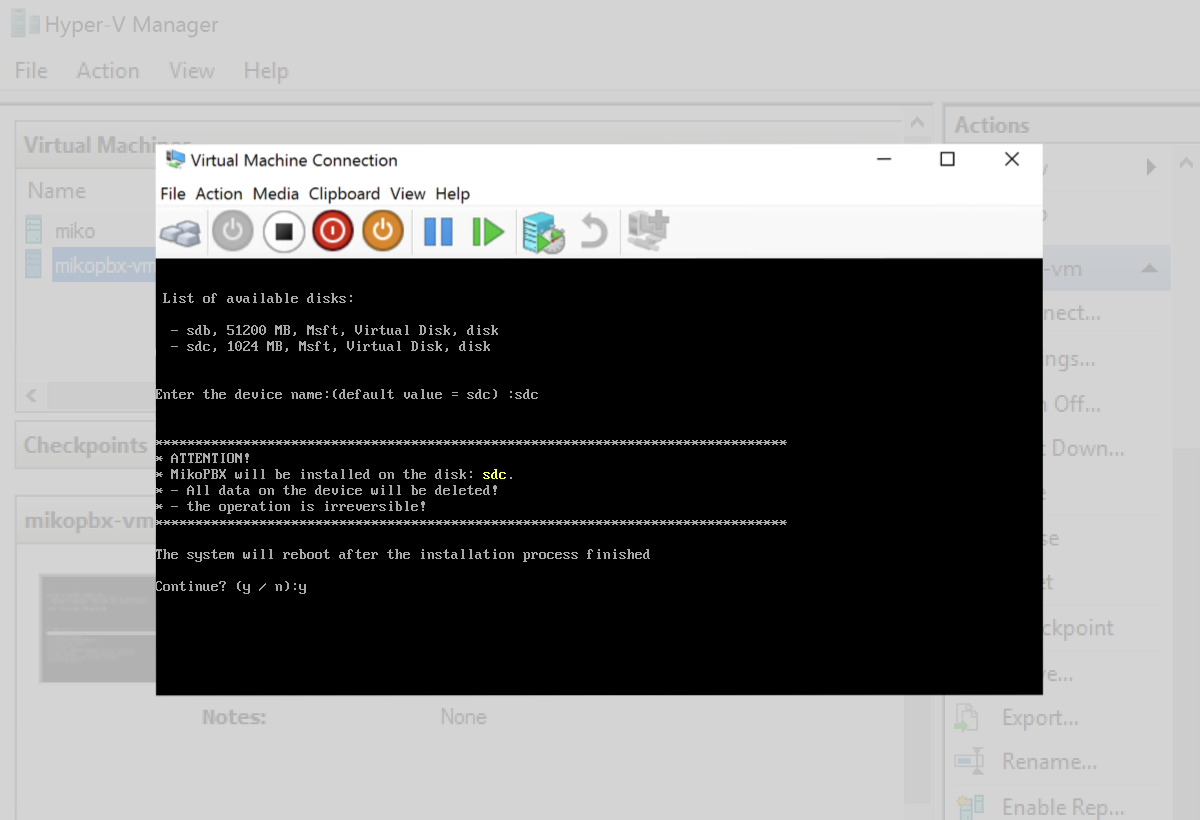 Hyper-V Manager
File Action View Help
Virtual Machines
Name
miko
mikopbx-vm
Checkpoints
mikopbx-vm
Notes: None
Actions
-vm
nect...
ngs...
Off...
Down...
ckpoint
Export...
Rename...
Enable Rep...
Virtual Machine Connection
File Action Media Clipboard View Help
List of available disks:
- sdb, 51200 MB, Msft, Virtual Disk, disk
- sdc, 1024 MB, Msft, Virtual Disk, disk
Enter the device name:(default value = sdc) :sdc
*******************************************************************************
* ATTENTION!
* MikoPBX will be installed on the disk: sdc.
* - All data on the device will be deleted!
* - the operation is irreversible!
*******************************************************************************
The system will reboot after the installation process finished
Continue? (y / n):y